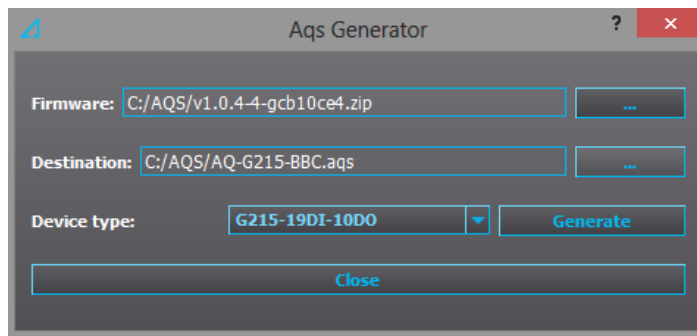 Aqs Generator ? ×
Firmware: C:/AQS/v1.0.4-4-gcb10ce4.zip ...
Destination: C:/AQS/AQ-G215-BBC.aqs ...
Device type: G215-19DI-10DO Generate
Close